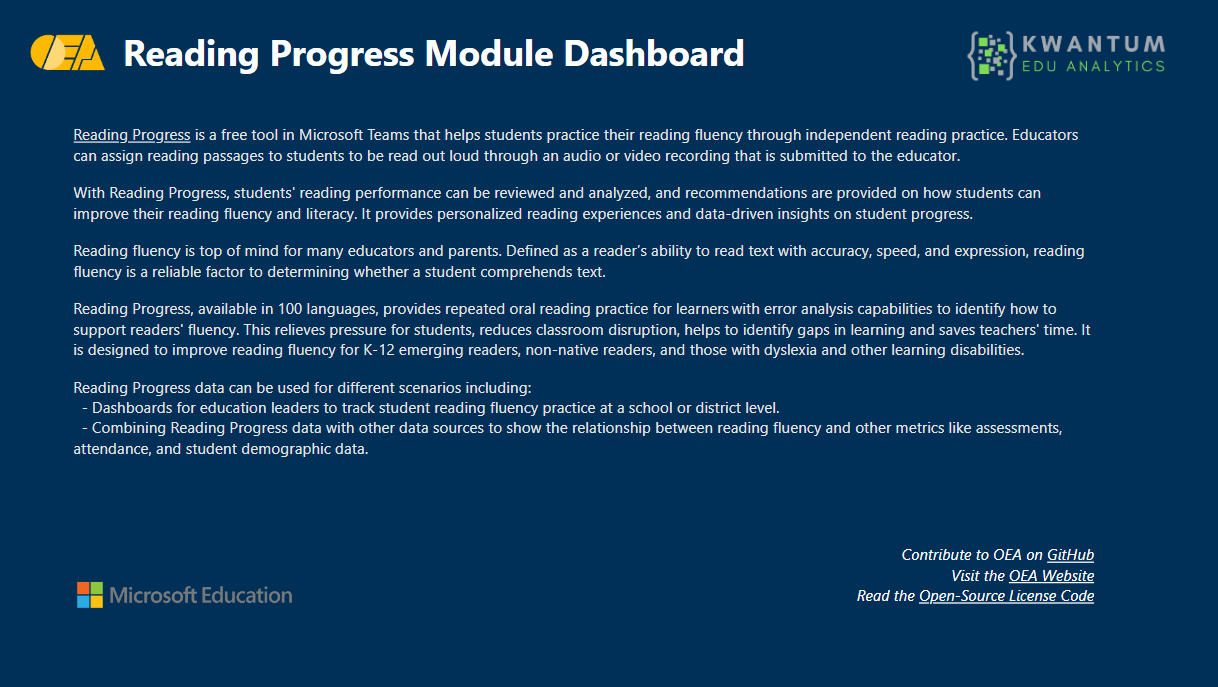 OEA Reading Progress Module Dashboard
KWANTUM
EDU ANALYTICS
Reading Progress is a free tool in Microsoft Teams that helps students practice their reading fluency through independent reading practice. Educators
can assign reading passages to students to be read out loud through an audio or video recording that is submitted to the educator.
With Reading Progress, students' reading performance can be reviewed and analyzed, and recommendations are provided on how students can
improve their reading fluency and literacy. It provides personalized reading experiences and data-driven insights on student progress.
Reading fluency is top of mind for many educators and parents. Defined as a reader's ability to read text with accuracy, speed, and expression, reading
fluency is a reliable factor to determining whether a student comprehends text.
Reading Progress, available in 100 languages, provides repeated oral reading practice for learners with error analysis capabilities to identify how to
support readers' fluency. This relieves pressure for students, reduces classroom disruption, helps to identify gaps in learning and saves teachers' time. It
is designed to improve reading fluency for K-12 emerging readers, non-native readers, and those with dyslexia and other learning disabilities.
Reading Progress data can be used for different scenarios including:
- Dashboards for education leaders to track student reading fluency practice at a school or district level.
- Combining Reading Progress data with other data sources to show the relationship between reading fluency and other metrics like assessments,
attendance, and student demographic data.
Contribute to OEA on GitHub
Visit the OEA Website
Read the Open-Source License Code
Microsoft Education